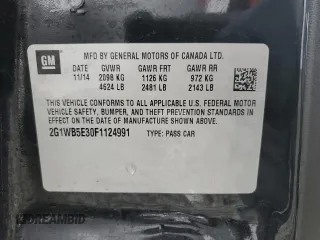 GM
MFD BY GENERAL MOTORS OF CANADA LTD.
DATE GVWR GAWR FRT GAWR RR
11/14 2098 KG 1126 KG 972 KG
4624 LB 2481 LB 2143 LB
THIS VEHICLE CONFORMS TO ALL APPLICABLE U.S. FEDERAL MOTOR
VEHICLE SAFETY, BUMPER, AND THEFT PREVENTION STANDARDS IN
EFFECT ON THE DATE OF MANUFACTURE SHOWN ABOVE.
2G1WB5E30F1124991 TYPE: PASS CAR
IDREAMBID